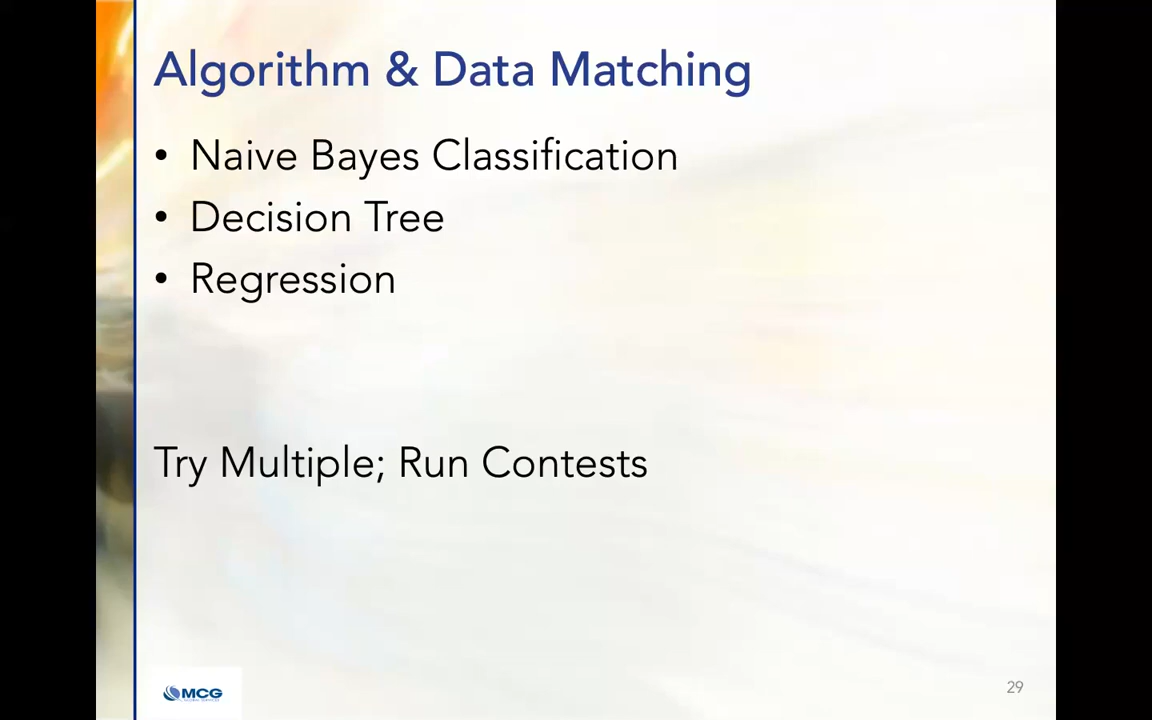 Algorithm & Data Matching
• Naive Bayes Classification
• Decision Tree
• Regression
Try Multiple; Run Contests
MCG
29